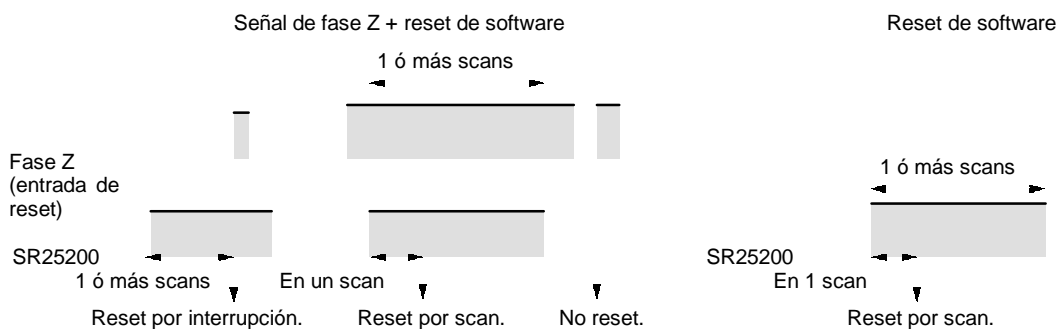 Señal de fase Z + reset de software
Reset de software
1 ó más scans
Fase Z
(entrada de
reset)
1 ó más scans
SR25200
SR25200
1 ó más scans
En un scan
En 1 scan
Reset por interrupción.
Reset por scan.
No reset.
Reset por scan.